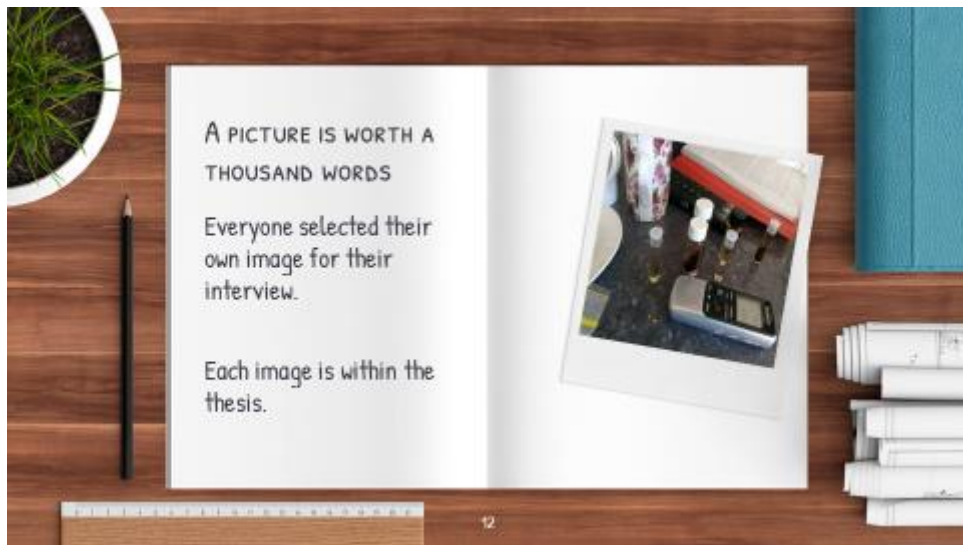 A PICTURE IS WORTH A
THOUSAND WORDS
Everyone selected their
own image for their
interview.
Each image is within the
thesis.
12